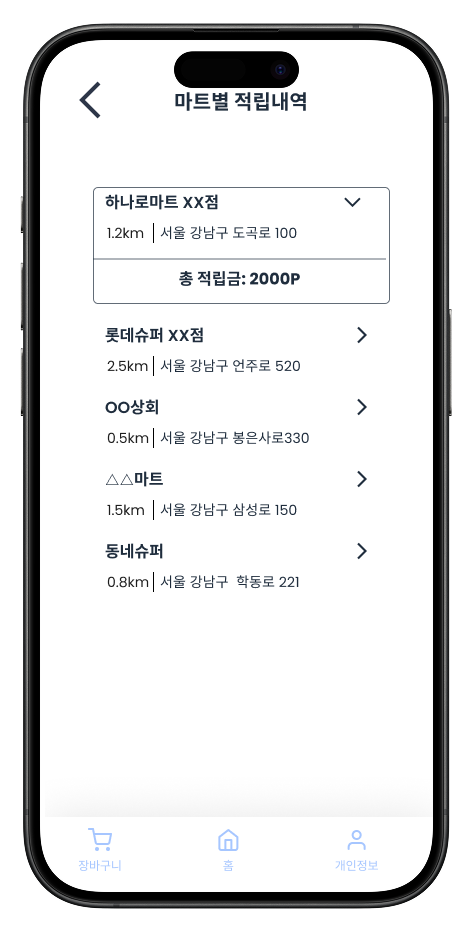 마트별 적립내역
하나로마트 XX점
1.2km | 서울 강남구 도곡로 100
총 적립금: 2000P
롯데슈퍼 XX점
2.5km | 서울 강남구 언주로 520
OO상회
0.5km | 서울 강남구 봉은사로330
△△마트
1.5km | 서울 강남구 삼성로 150
동네슈퍼
0.8km | 서울 강남구 학동로 221
장바구니 홈 개인정보